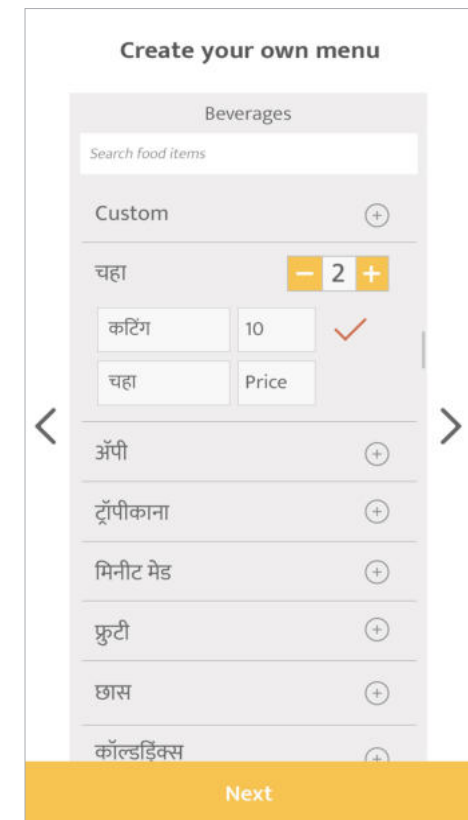 Create your own menu
Beverages
Search food items
Custom
चहा
2
कटिंग 10
चहा Price
ॲपी
ट्रॉपीकाना
मिनीट मेड
फ्रुटी
छास
कॉल्डड्रिंक्स
Next